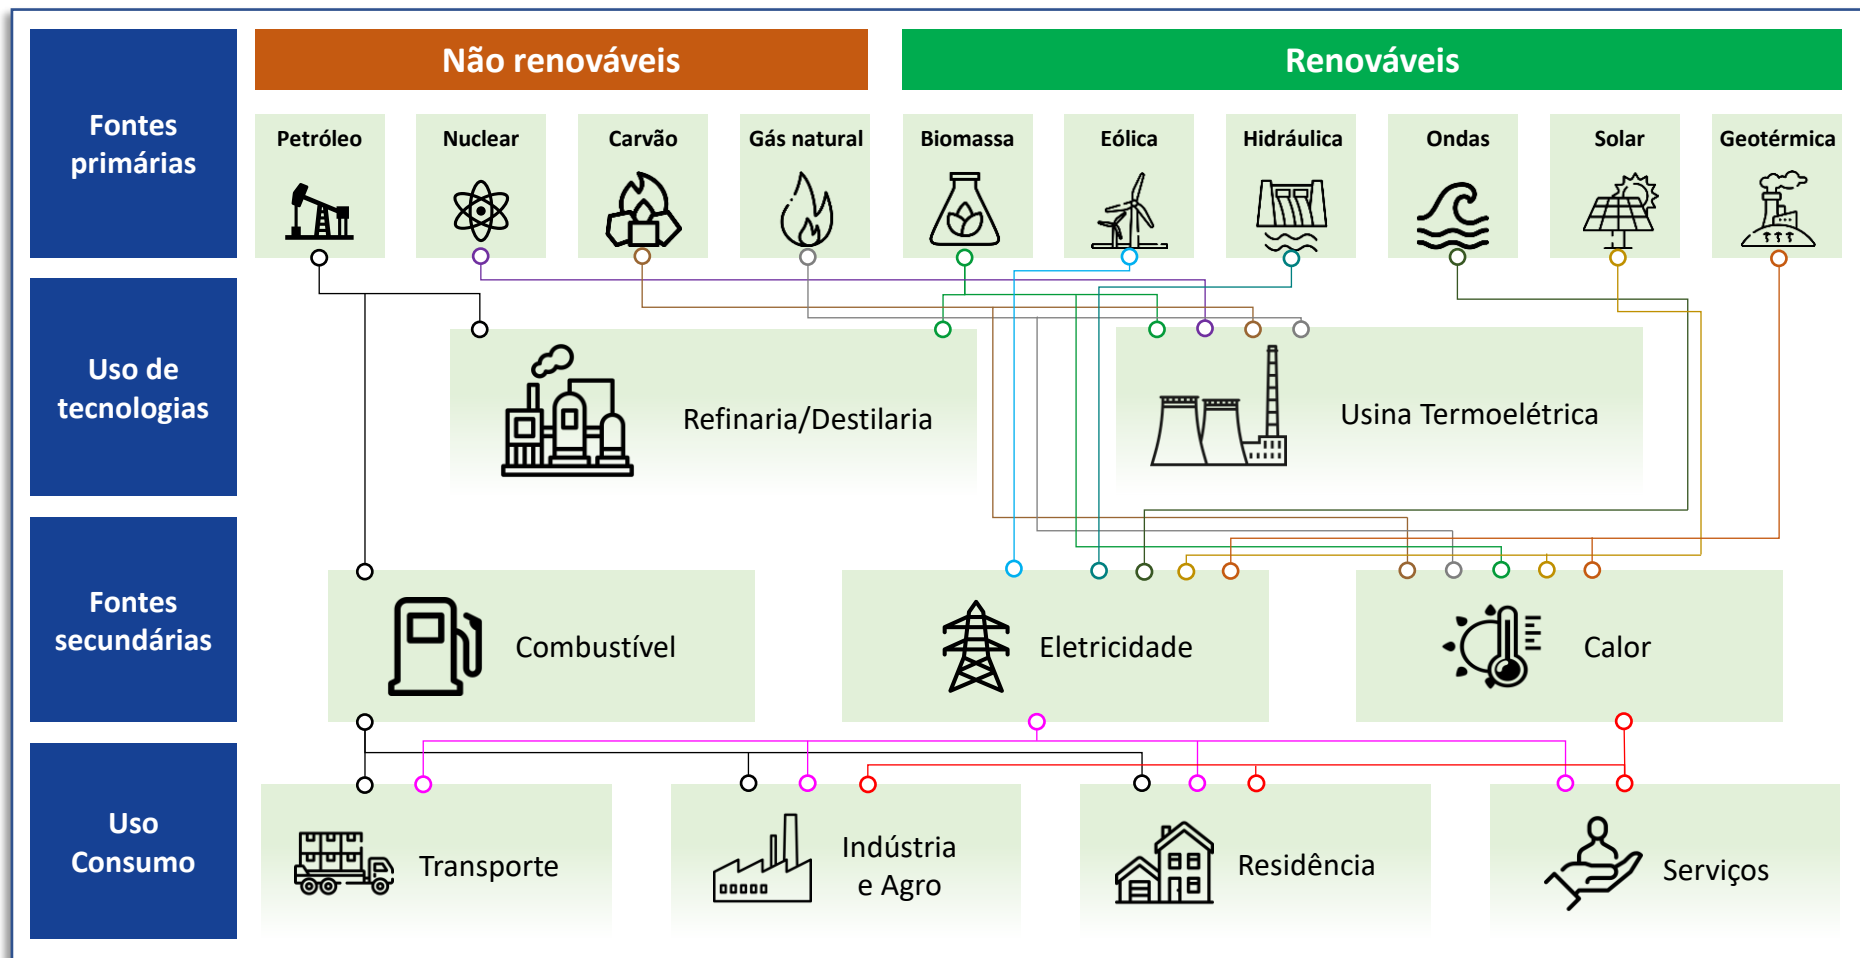 Não renováveis
Renováveis
Fontes
primárias
Petróleo
Nuclear
Carvão
Gás natural
Biomassa
Eólica
Hidráulica
Ondas
Solar
Geotérmica
Uso de
tecnologias
Refinaria/Destilaria
Usina Termoelétrica
Fontes
secundárias
Combustível
Eletricidade
Calor
Uso
Consumo
Transporte
Indústria
e Agro
Residência
Serviços